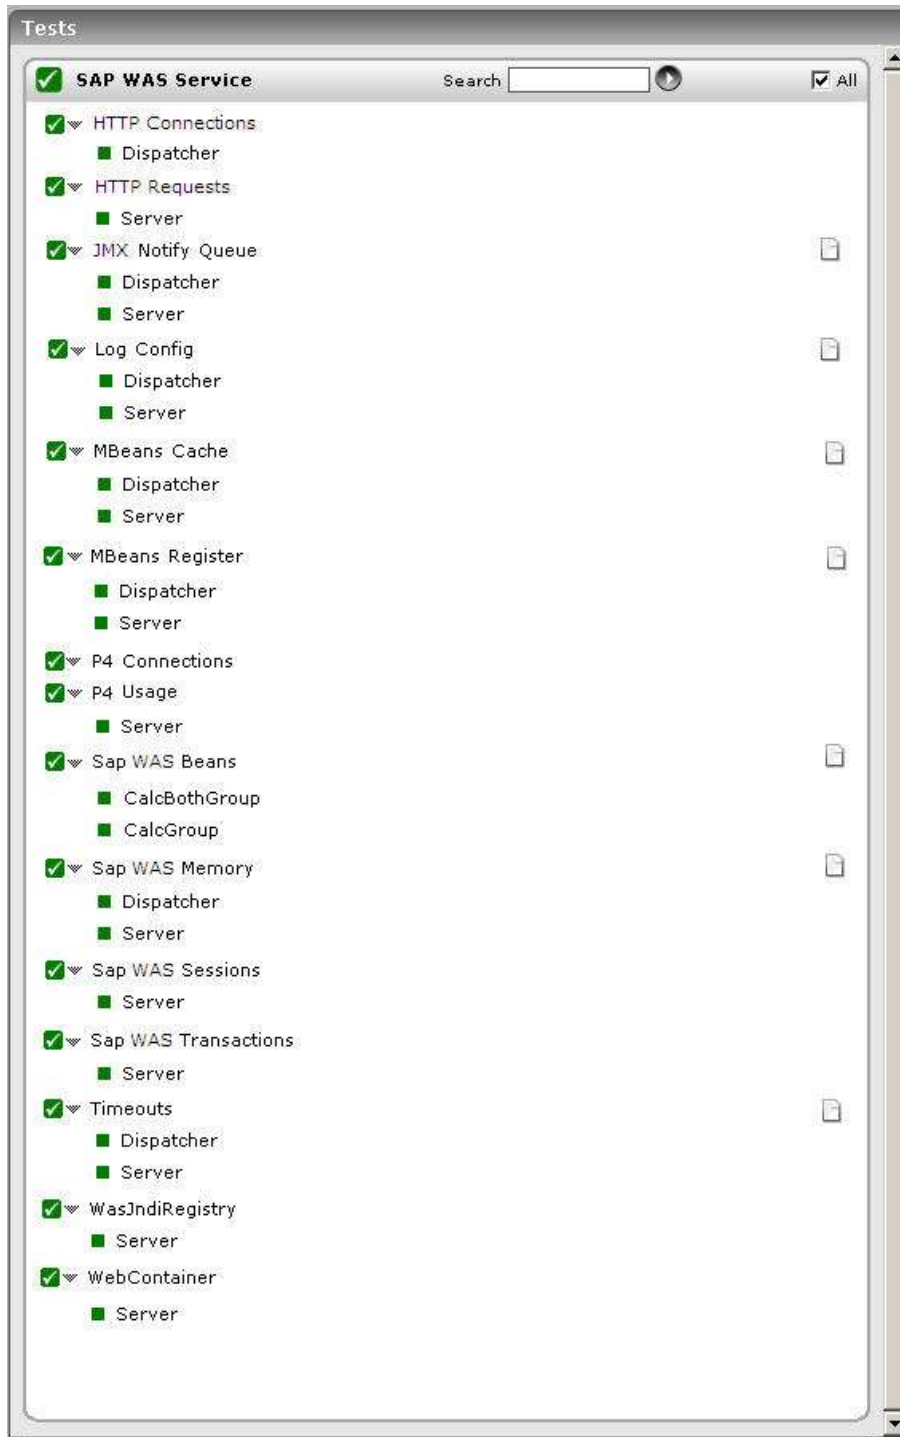 Tests
SAP WAS Service Search All
HTTP Connections
Dispatcher
HTTP Requests
Server
JMX Notify Queue
Dispatcher
Server
Log Config
Dispatcher
Server
MBeans Cache
Dispatcher
Server
MBeans Register
Dispatcher
Server
P4 Connections
P4 Usage
Server
Sap WAS Beans
CalcBothGroup
CalcGroup
Sap WAS Memory
Dispatcher
Server
Sap WAS Sessions
Server
Sap WAS Transactions
Server
Timeouts
Dispatcher
Server
WasJndiRegistry
Server
WebContainer
Server